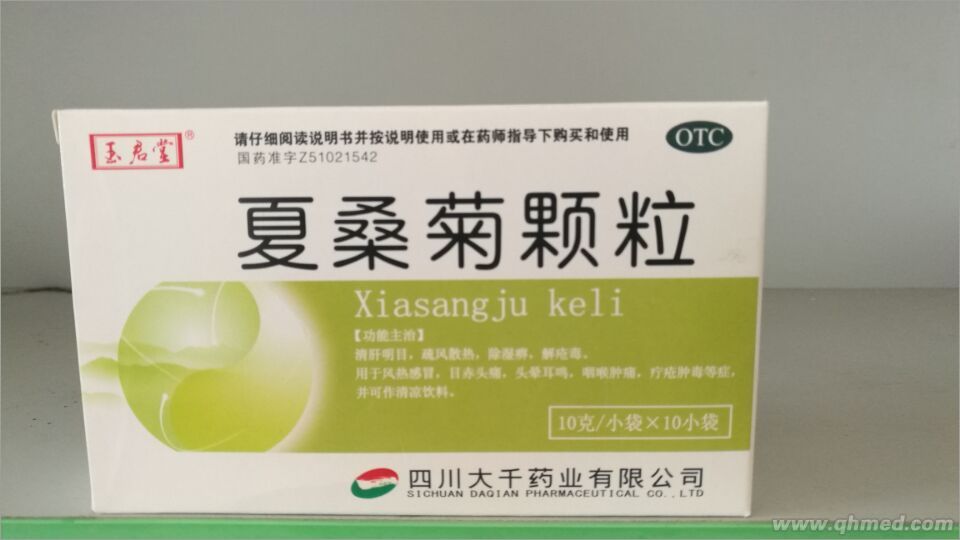 玉君堂®
请仔细阅读说明书并按说明使用或在药师指导下购买和使用
国药准字Z51021542
OTC
夏桑菊颗粒
Xiasangju keli
【功能主治】
清肝明目，疏风散热，除湿痹，解疮毒。
用于风热感冒，目赤头痛，头晕耳鸣，咽喉肿痛，疔疮肿毒等症，
并可作清凉饮料。
10克/小袋×10小袋
四川大千药业有限公司
SICHUAN DAQIAN PHARMACEUTICAL CO.,LTD
www.qhmed.com